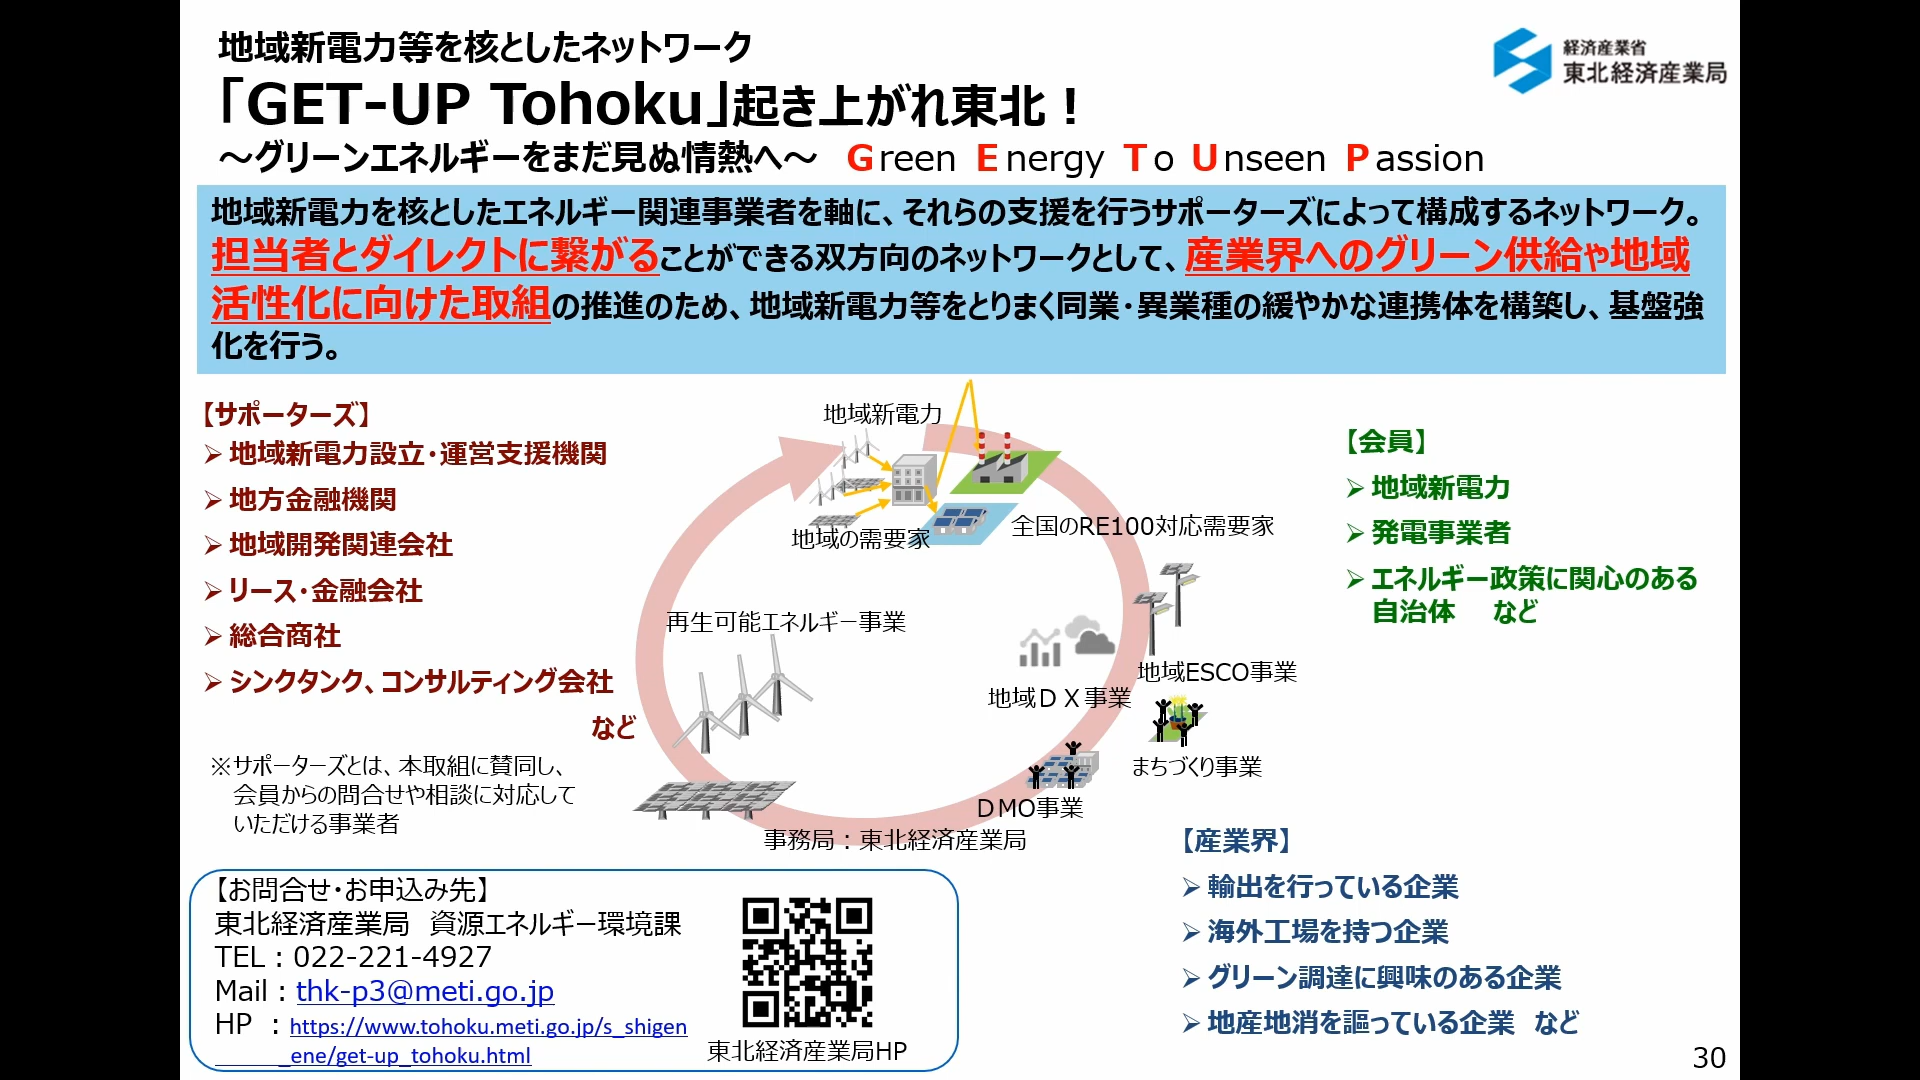 地域新電力等を核としたネットワーク
経済産業省
東北経済産業局
「GET-UP Tohoku」起き上がれ東北！
～グリーンエネルギーをまだ見ぬ情熱へ～ Green Energy To Unseen Passion
地域新電力を核としたエネルギー関連事業者を軸に、それらの支援を行うサポーターズによって構成するネットワーク。
担当者とダイレクトに繋がることができる双方向のネットワークとして、産業界へのグリーン供給や地域
活性化に向けた取組の推進のため、地域新電力等をとりまく同業・異業種の緩やかな連携体を構築し、基盤強
化を行う。
【サポーターズ】
➢ 地域新電力設立・運営支援機関
➢ 地方金融機関
➢ 地域開発関連会社
➢ リース・金融会社
➢ 総合商社
➢ シンクタンク、コンサルティング会社
など
※サポーターズとは、本取組に賛同し、
会員からの問合せや相談に対応して
いただける事業者
地域新電力
地域の需要家
全国のRE100対応需要家
再生可能エネルギー事業
地域ESCO事業
地域ＤＸ事業
まちづくり事業
ＤMO事業
事務局：東北経済産業局
【会員】
➢ 地域新電力
➢ 発電事業者
➢ エネルギー政策に関心のある
自治体 など
【産業界】
➢ 輸出を行っている企業
➢ 海外工場を持つ企業
➢ グリーン調達に興味のある企業
➢ 地産地消を謳っている企業 など
【お問合せ・お申込み先】
東北経済産業局 資源エネルギー環境課
TEL：022-221-4927
Mail：thk-p3@meti.go.jp
HP ：https://www.tohoku.meti.go.jp/s_shigen
_ene/get-up_tohoku.html
東北経済産業局HP
30